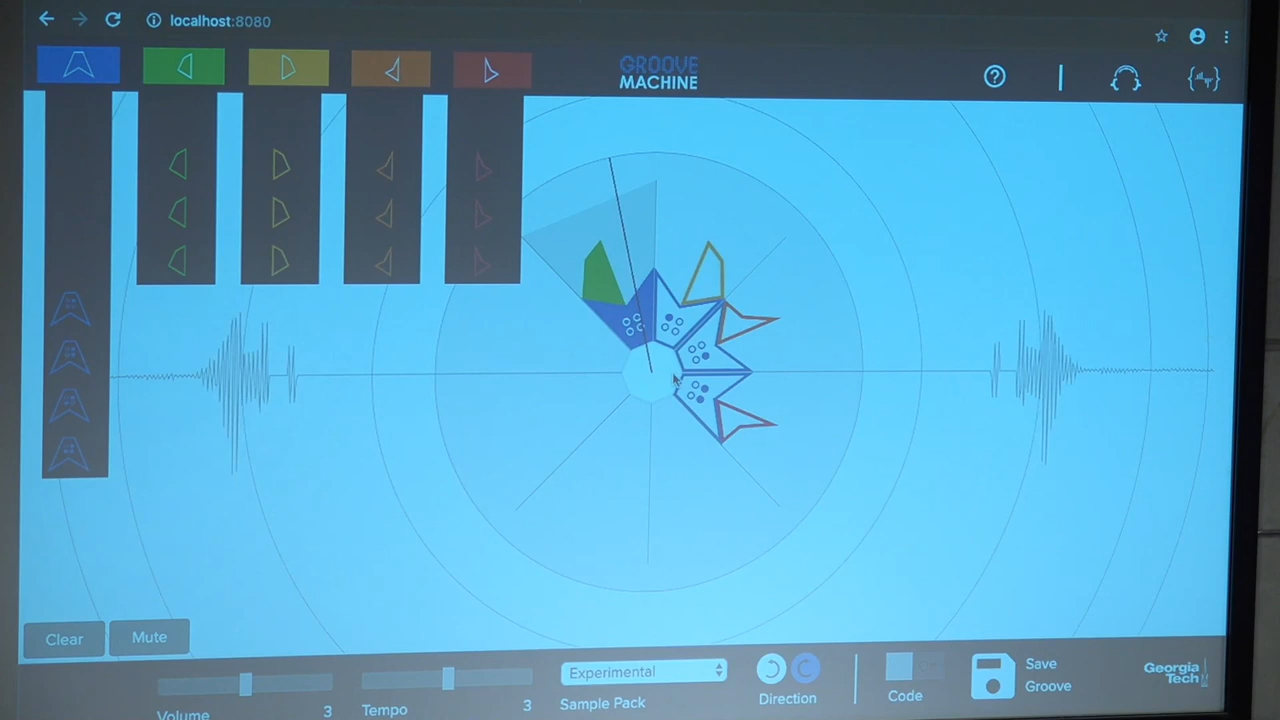 localhost:8080
GROOVE
MACHINE
Clear
Mute
Volume
3
Tempo
3
Experimental
Sample Pack
Direction
Code
Save
Groove
Georgia
Tech